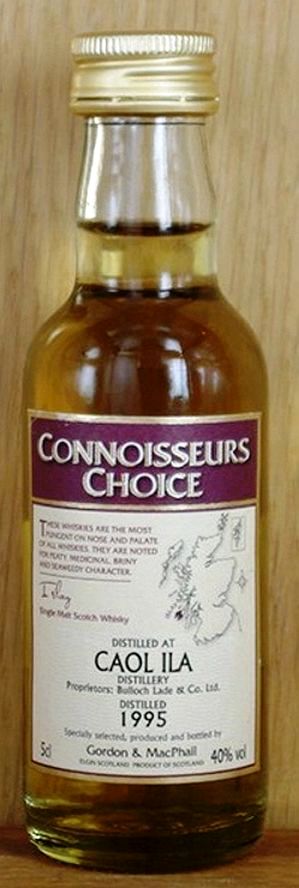 CONNOISSEURS
CHOICE
THESE WHISKIES ARE THE MOST
PUNGENT ON NOSE AND PALATE
OF ALL WHISKIES. THEY ARE NOTED
FOR PEATY, MEDICINAL, BRINY
AND SEAWEEDY CHARACTER.
Islay
Single Malt Scotch Whisky
DISTILLED AT
CAOL ILA
DISTILLERY
Proprietors: Bulloch Lade & Co. Ltd.
DISTILLED
1995
Specially selected, produced and bottled by
5cl Gordon & MacPhail 40% vol
ELGIN SCOTLAND PRODUCT OF SCOTLAND